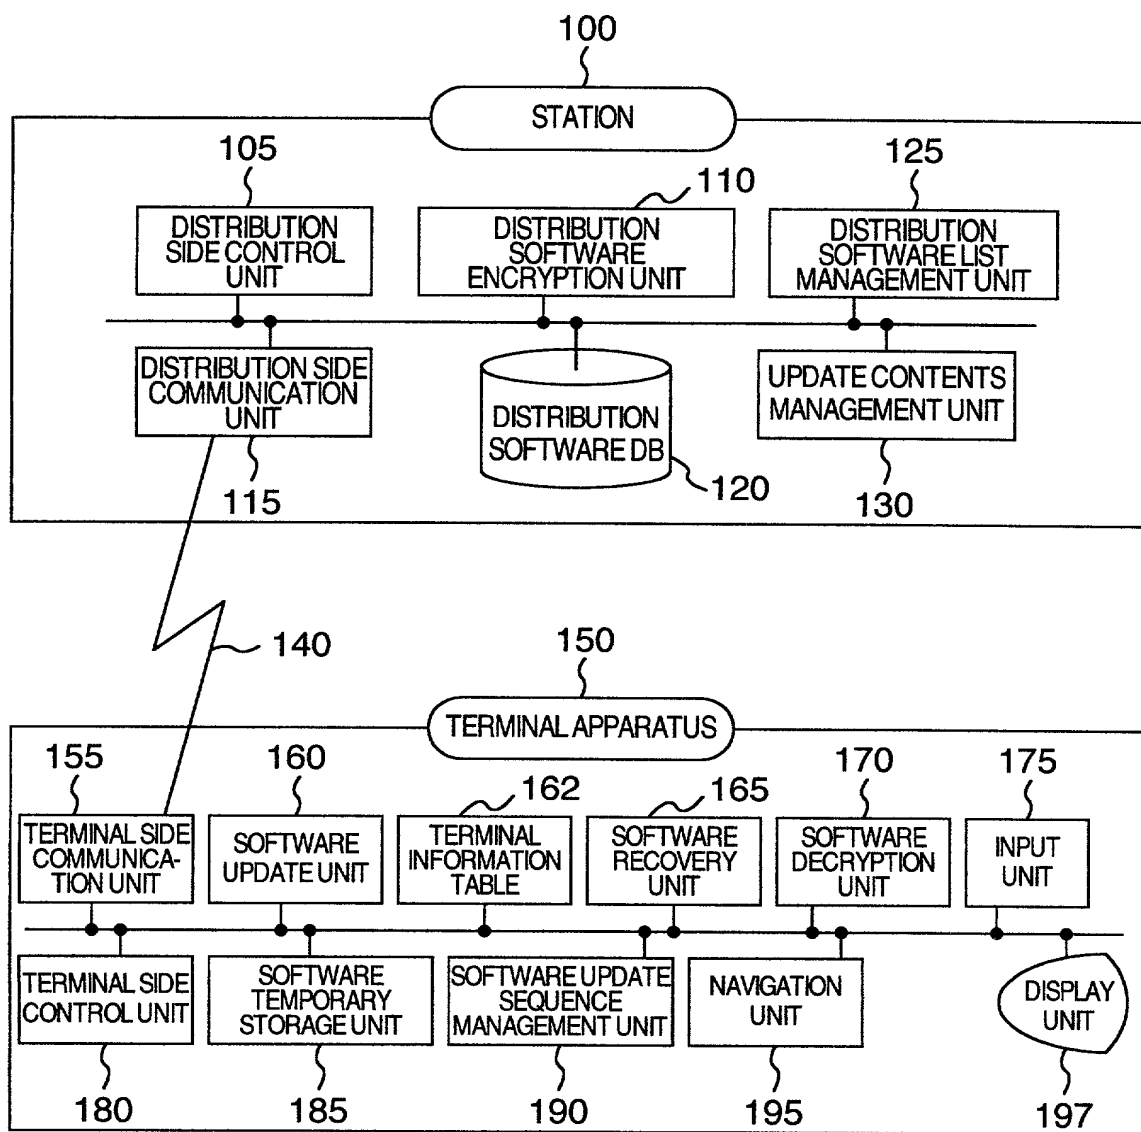 100
STATION
105
110
125
DISTRIBUTION
SIDE CONTROL
UNIT
DISTRIBUTION
SOFTWARE
ENCRYPTION UNIT
DISTRIBUTION
SOFTWARE LIST
MANAGEMENT UNIT
DISTRIBUTION SIDE
COMMUNICATION
UNIT
DISTRIBUTION
SOFTWARE DB
UPDATE CONTENTS
MANAGEMENT UNIT
115
120
130
140
150
TERMINAL APPARATUS
155
160
162
165
170
175
TERMINAL SIDE
COMMUNICA-
TION UNIT
SOFTWARE
UPDATE UNIT
TERMINAL
INFORMATION
TABLE
SOFTWARE
RECOVERY
UNIT
SOFTWARE
DECRYPTION
UNIT
INPUT
UNIT
TERMINAL SIDE
CONTROL UNIT
SOFTWARE
TEMPORARY
STORAGE UNIT
SOFTWARE UPDATE
SEQUENCE
MANAGEMENT UNIT
NAVIGATION
UNIT
DISPLAY
UNIT
180
185
190
195
197